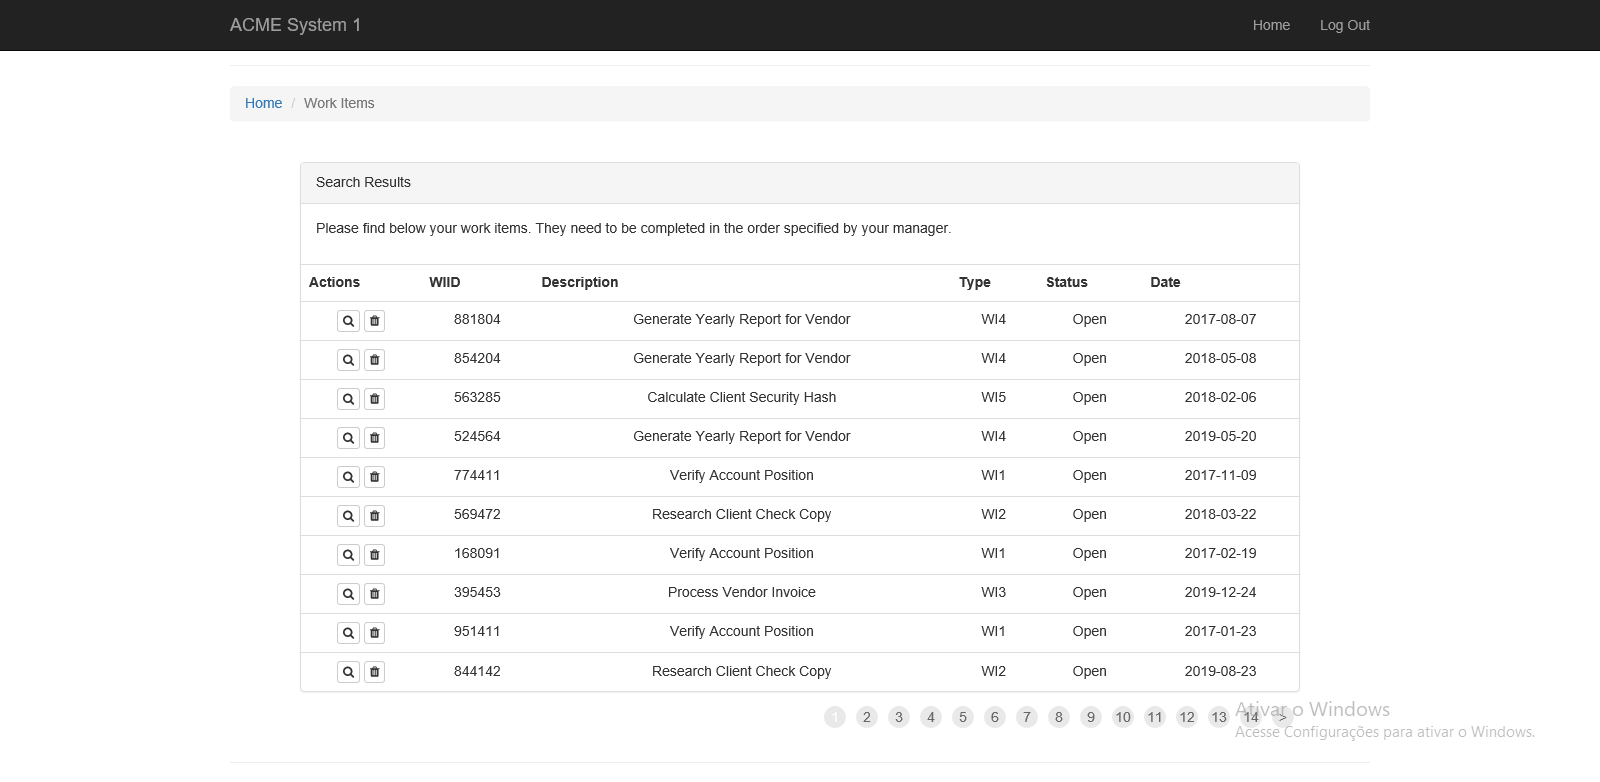 ACME System 1 Home Log Out
Home / Work Items
Search Results
Please find below your work items. They need to be completed in the order specified by your manager.
Actions WIID Description Type Status Date
881804 Generate Yearly Report for Vendor WI4 Open 2017-08-07
854204 Generate Yearly Report for Vendor WI4 Open 2018-05-08
563285 Calculate Client Security Hash WI5 Open 2018-02-06
524564 Generate Yearly Report for Vendor WI4 Open 2019-05-20
774411 Verify Account Position WI1 Open 2017-11-09
569472 Research Client Check Copy WI2 Open 2018-03-22
168091 Verify Account Position WI1 Open 2017-02-19
395453 Process Vendor Invoice WI3 Open 2019-12-24
951411 Verify Account Position WI1 Open 2017-01-23
844142 Research Client Check Copy WI2 Open 2019-08-23
1 2 3 4 5 6 7 8 9 10 11 12 13 14 >
Ativar o Windows
Acesse Configurações para ativar o Windows.